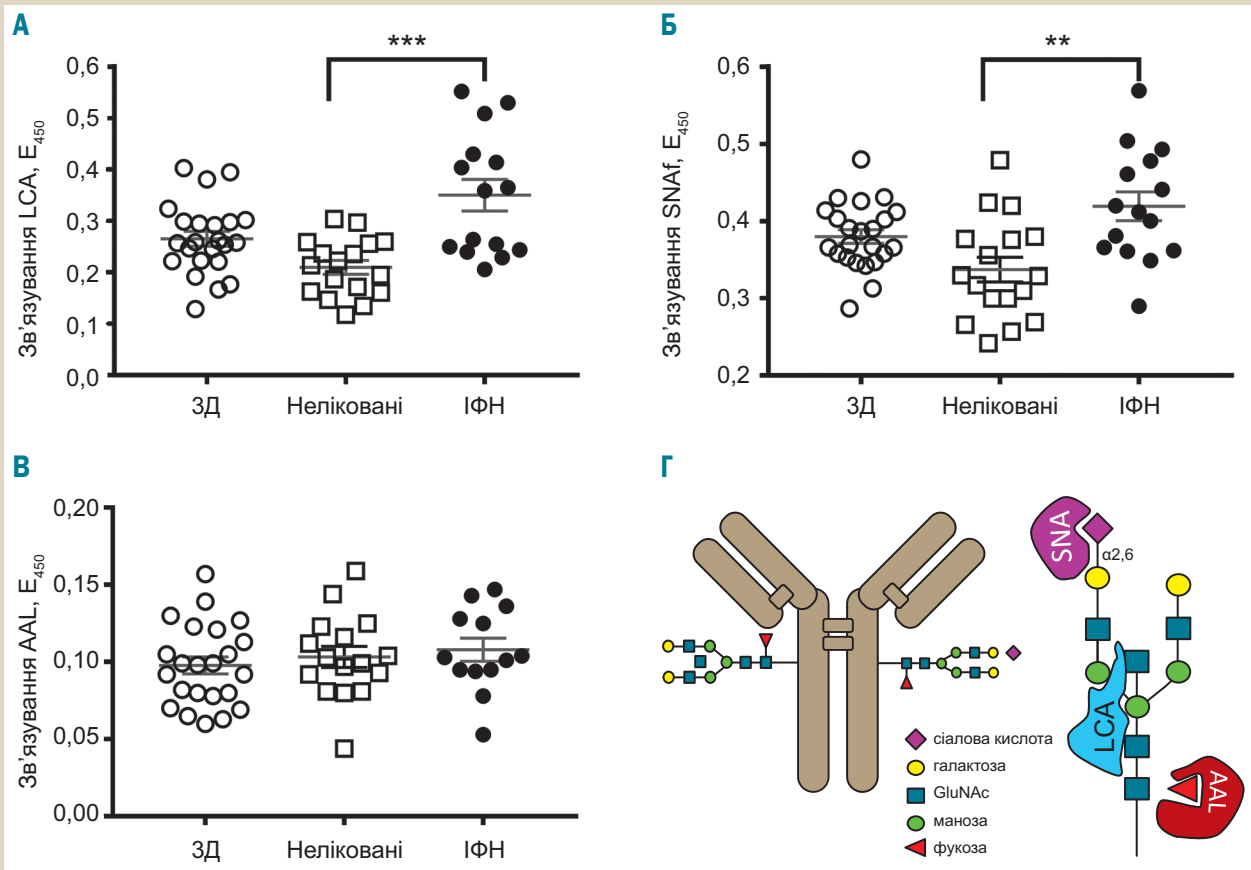 А
***
0,6
0,5
0,4
0,3
0,2
0,1
0,0
Зв’язування LCA, E450
ЗД
Неліковані
ІФН
Б
**
0,6
0,5
0,4
0,3
0,2
Зв’язування SNAf, E450
ЗД
Неліковані
ІФН
В
0,20
0,15
0,10
0,05
0,00
Зв’язування AAL, E450
ЗД
Неліковані
ІФН
Г
SNA
α2,6
LCA
AAL
сіалова кислота
галактоза
GluNAc
маноза
фукоза